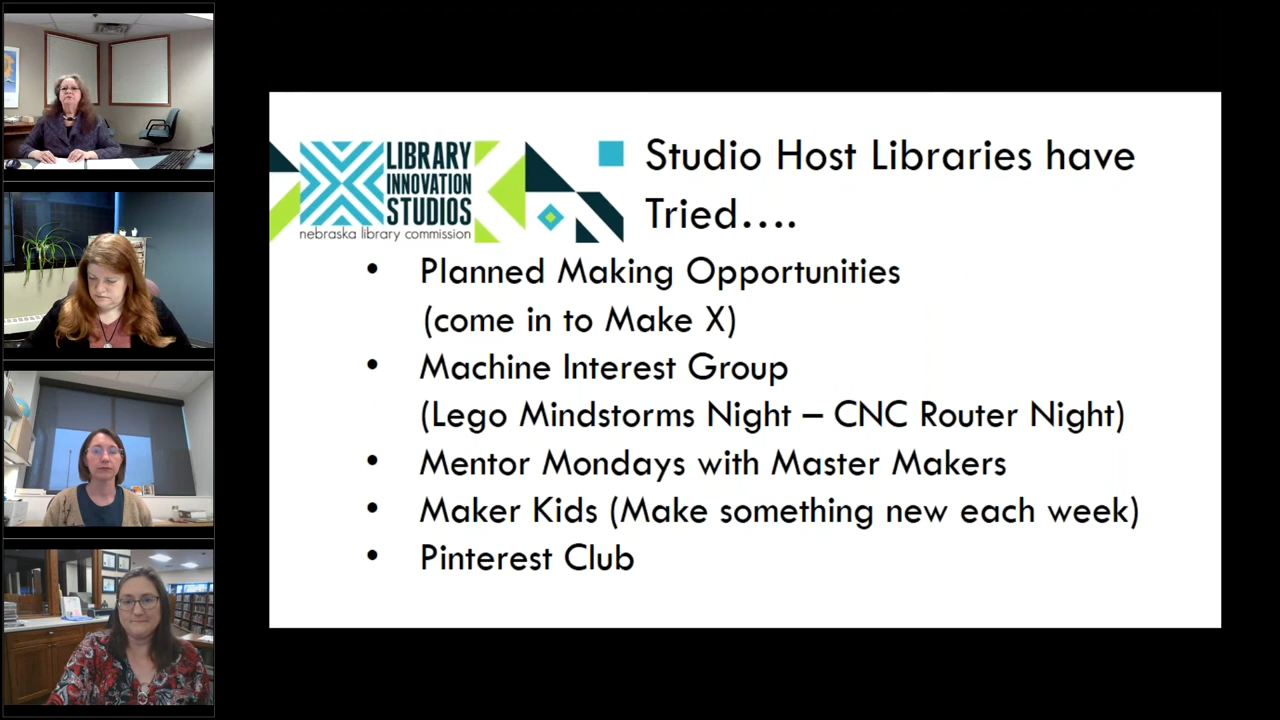 LIBRARY
INNOVATION
STUDIOS
nebraska library commission
Studio Host Libraries have
Tried….
• Planned Making Opportunities
(come in to Make X)
• Machine Interest Group
(Lego Mindstorms Night – CNC Router Night)
• Mentor Mondays with Master Makers
• Maker Kids (Make something new each week)
• Pinterest Club